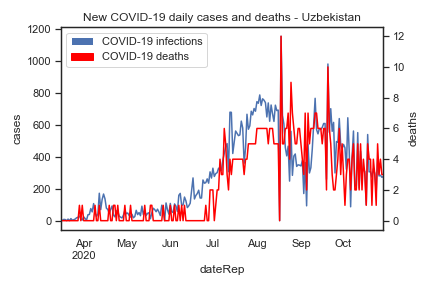 New COVID-19 daily cases and deaths - Uzbekistan
COVID-19 infections
COVID-19 deaths
cases
1200
1000
800
600
400
200
0
deaths
12
10
8
6
4
2
0
Apr
2020
May
Jun
Jul
Aug
Sep
Oct
dateRep